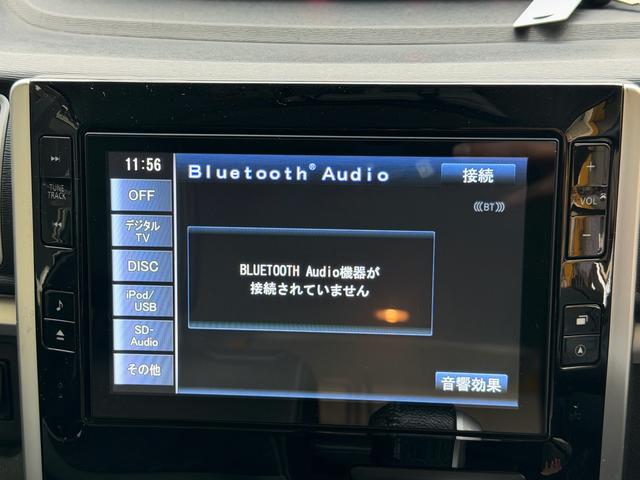 11:56
Bluetooth® Audio
接続
OFF
BT
デジタル
TV
DISC
iPod/
USB
SD-
Audio
その他
BLUETOOTH Audio機器が
接続されていません
音響効果
TUNE
TRACK
VOL